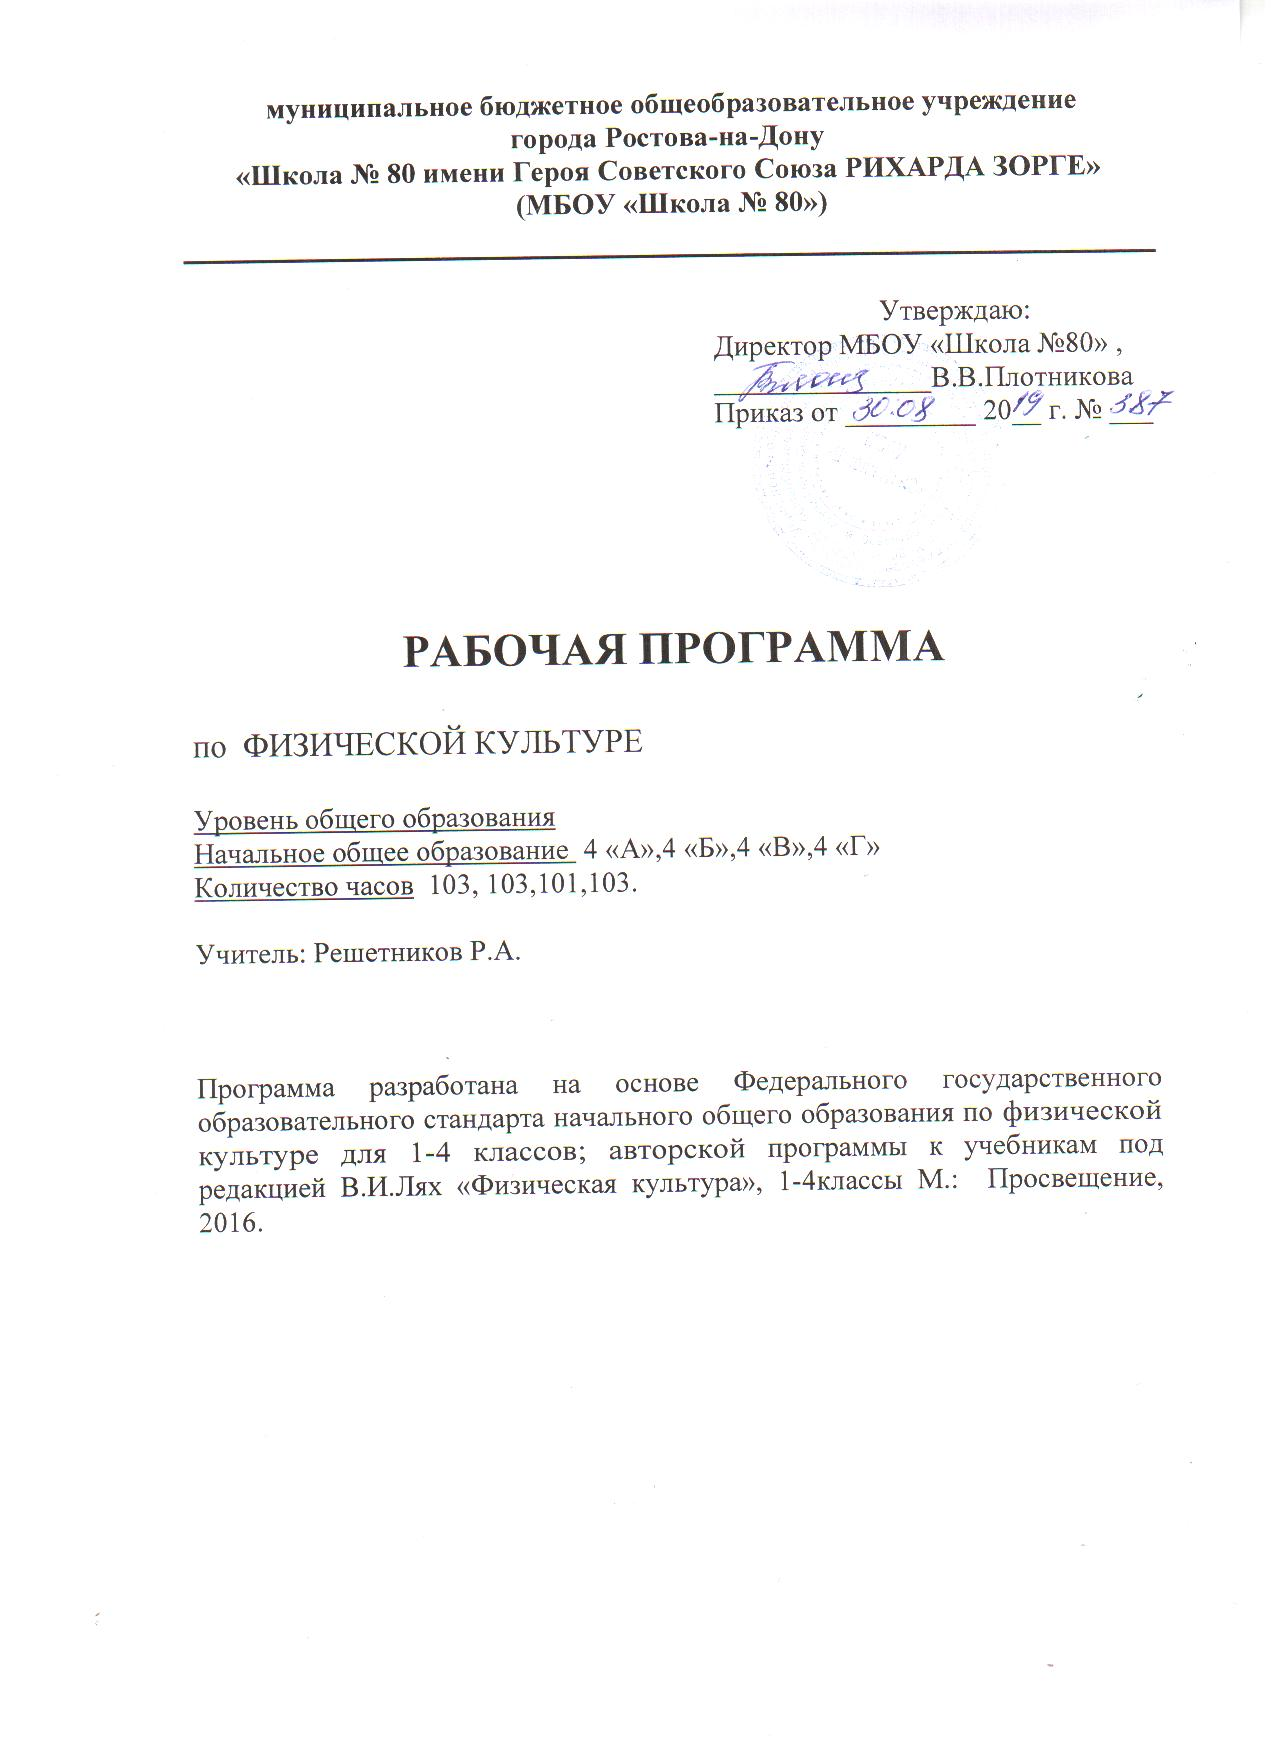 муниципальное бюджетное общеобразовательное учреждение
города Ростова-на-Дону
«Школа № 80 имени Героя Советского Союза РИХАРДА ЗОРГЕ»
(МБОУ «Школа № 80»)
Утверждаю:
Директор МБОУ «Школа №80» ,
_______________В.В.Плотникова
Приказ от 30.08 2019 г. № 387
РАБОЧАЯ ПРОГРАММА
по ФИЗИЧЕСКОЙ КУЛЬТУРЕ
Уровень общего образования
Начальное общее образование 4 «А»,4 «Б»,4 «В»,4 «Г»
Количество часов 103, 103,101,103.
Учитель: Решетников Р.А.
Программа разработана на основе Федерального государственного
образовательного стандарта начального общего образования по физической
культуре для 1-4 классов; авторской программы к учебникам под
редакцией В.И.Лях «Физическая культура», 1-4классы М.: Просвещение,
2016.